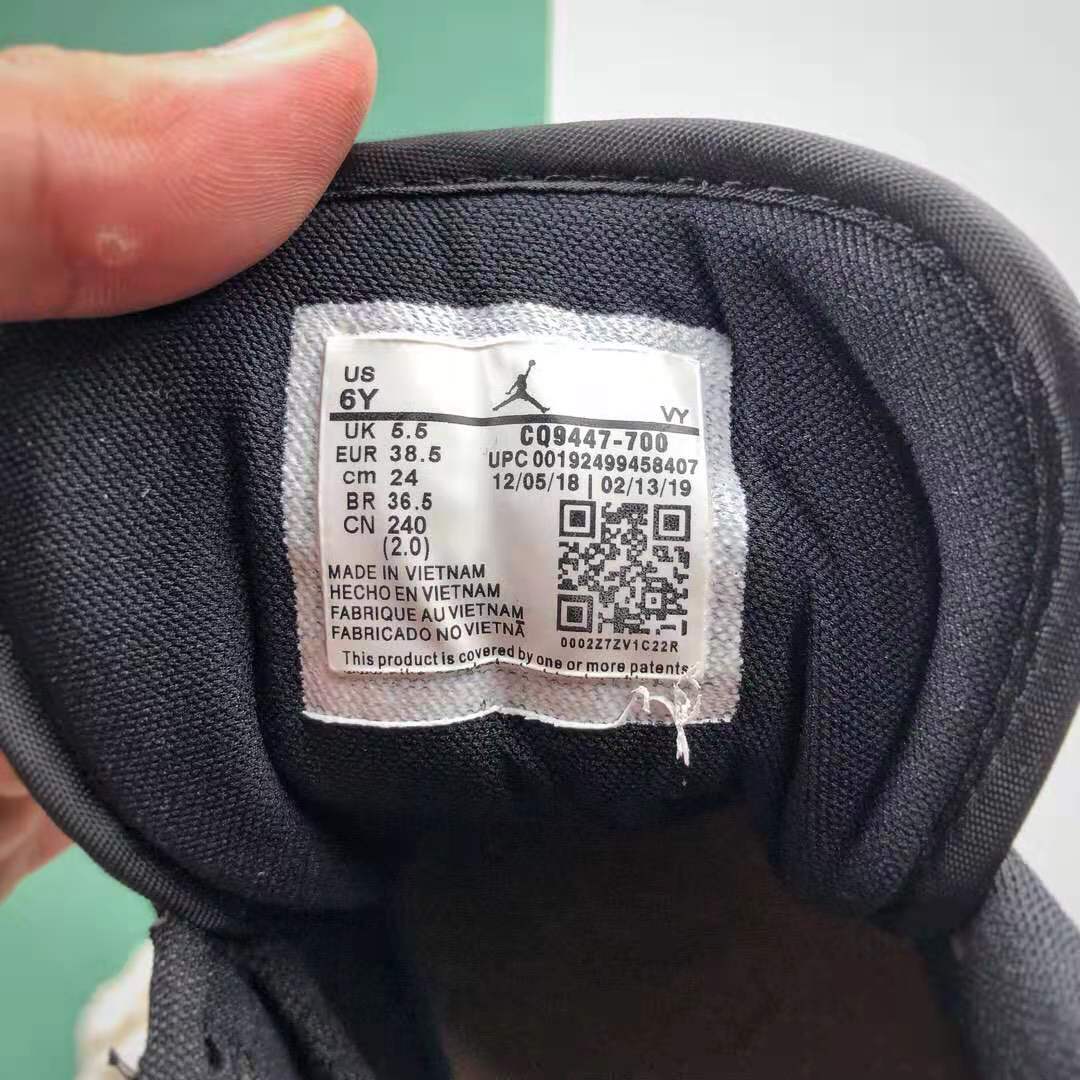 US
6Y
VY
UK 5.5
EUR 38.5
cm 24
BR 36.5
CN 240
(2.0)
CQ9447-700
UPC 00192499458407
12/05/18 | 02/13/19
MADE IN VIETNAM
HECHO EN VIETNAM
FABRIQUE AU VIETNAM
FABRICADO NO VIETNÃ
0002Z7ZV1C22R
This product is covered by one or more patents